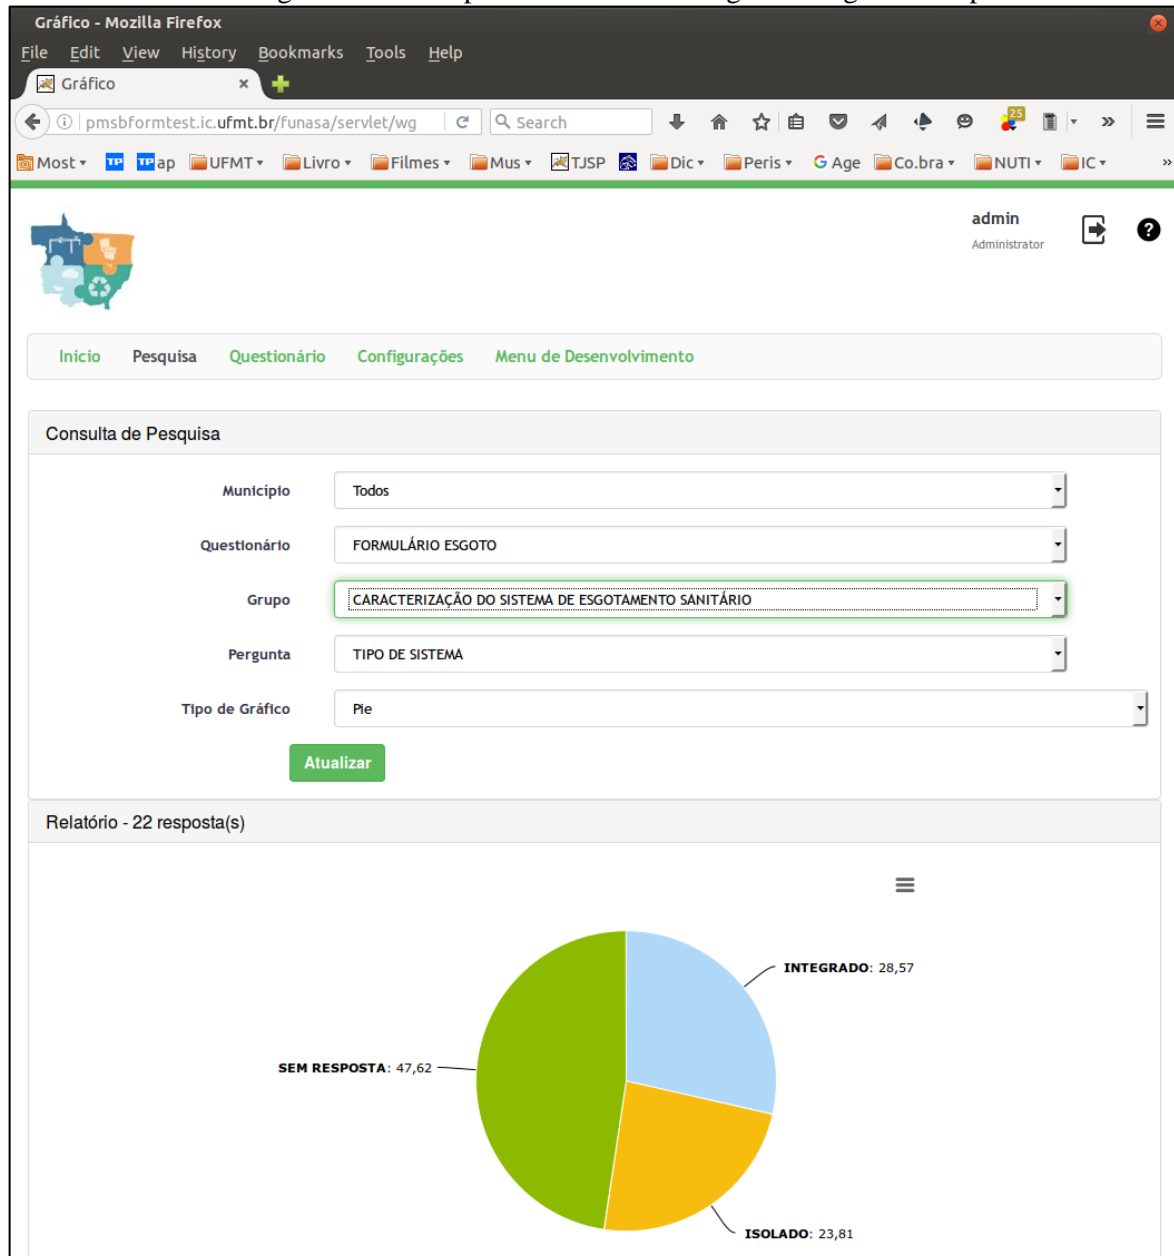 Gráfico - Mozilla Firefox
File Edit View History Bookmarks Tools Help
Gráfico
pmsbformtest.ic.ufmt.br/funasa/servlet/wg Search 25
Most TP TP ap UFMT Livro Filmes Mus TJSP Dic Peris G Age Co.bra NUTI IC »
admin
Administrator
Inicio Pesquisa Questionário Configurações Menu de Desenvolvimento
Consulta de Pesquisa
Município Todos
Questionário FORMULÁRIO ESGOTO
Grupo CARACTERIZAÇÃO DO SISTEMA DE ESGOTAMENTO SANITÁRIO
Pergunta TIPO DE SISTEMA
Tipo de Gráfico Pie
Atualizar
Relatório - 22 resposta(s)
INTEGRADO: 28,57
SEM RESPOSTA: 47,62
ISOLADO: 23,81